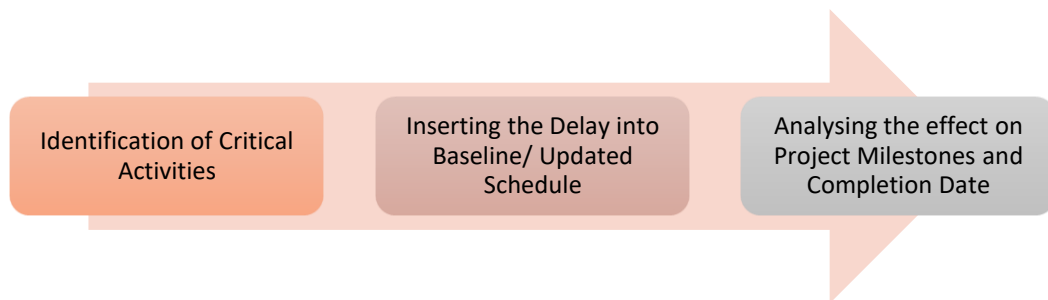 Identification of Critical
Activities
Inserting the Delay into
Baseline/ Updated
Schedule
Analysing the effect on
Project Milestones and
Completion Date